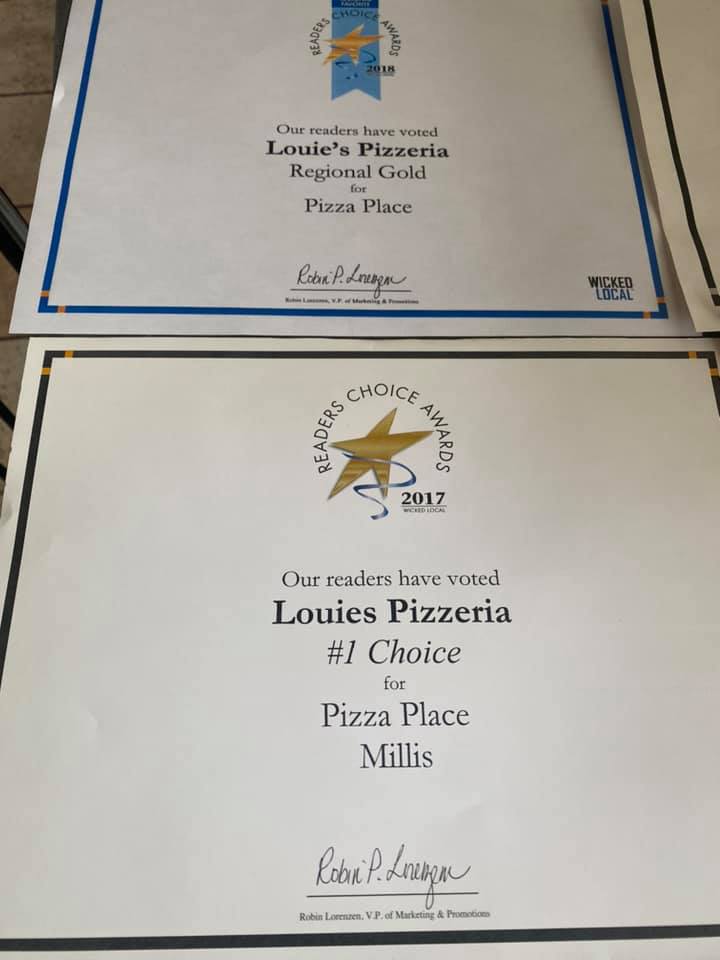 FAVORITE
READERS CHOICE AWARDS
2018
Our readers have voted
Louie's Pizzeria
Regional Gold
for
Pizza Place
Robin P. Lorenzen
Robin Lorenzen, V.P. of Marketing & Promotions
WICKED
LOCAL
READERS CHOICE AWARDS
2017
WICKED LOCAL
Our readers have voted
Louies Pizzeria
#1 Choice
for
Pizza Place
Millis
Robin P. Lorenzen
Robin Lorenzen, V.P. of Marketing & Promotions